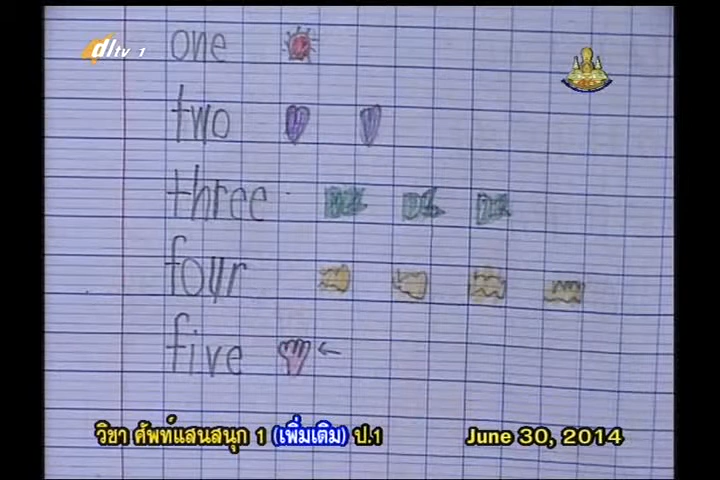 dltv 1
one
two
three
four
five
วิชา ศัพท์แสนสนุก 1 (เพิ่มเติม) ป.1
June 30, 2014